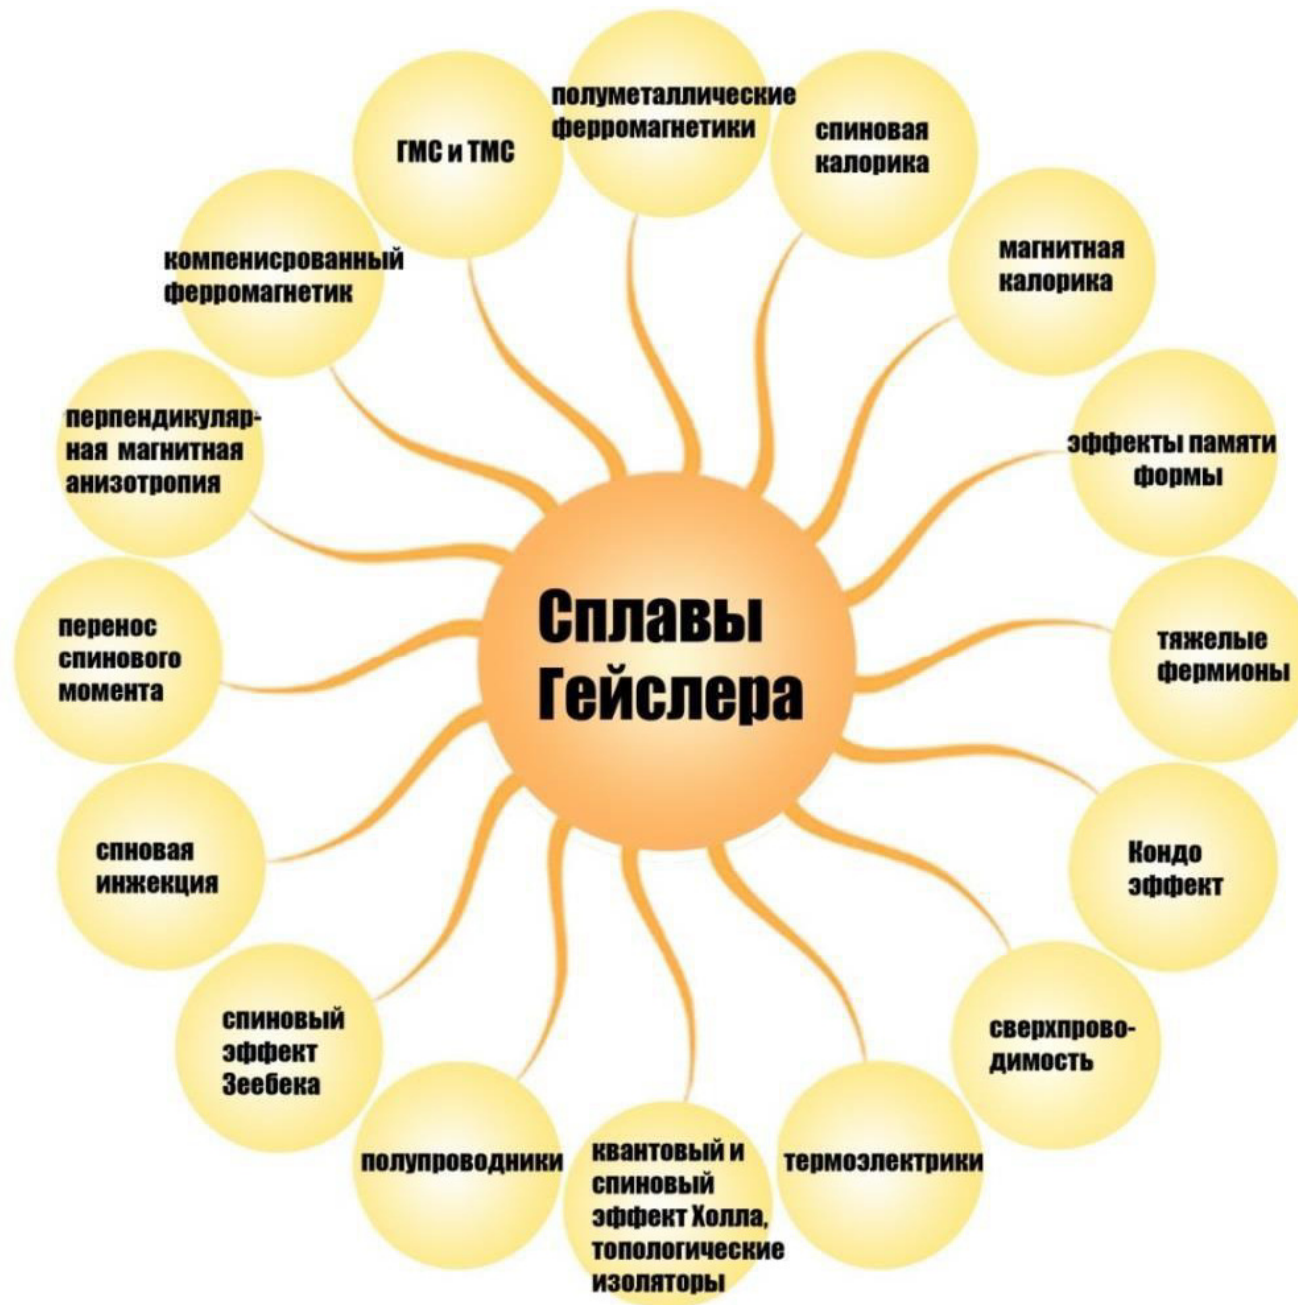 Сплавы
Гейслера
полуметаллические
ферромагнетики
спиновая
калорика
магнитная
калорика
эффекты памяти
формы
тяжелые
фермионы
Кондо
эффект
сверхпрово-
димость
термоэлектрики
квантовый и
спиновый
эффект Холла,
топологические
изоляторы
полупроводники
спиновый
эффект
Зеебека
спновая
инжекция
перенос
спинового
момента
перпендикуляр-
ная магнитная
анизотропия
компенисрованный
ферромагнетик
ГМС и ТМС